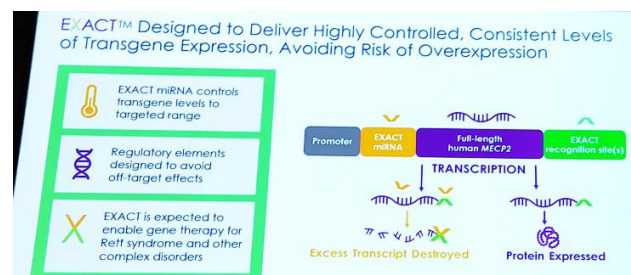 EXACT™ Designed to Deliver Highly Controlled, Consistent Levels
of Transgene Expression, Avoiding Risk of Overexpression
EXACT miRNA controls
transgene levels to
targeted range
Regulatory elements
designed to avoid
off-target effects
EXACT is expected to
enable gene therapy for
Rett syndrome and other
complex disorders
Promoter
EXACT
miRNA
Full-length
human MECP2
EXACT
recognition site(s)
TRANSCRIPTION
Excess Transcript Destroyed
Protein Expressed